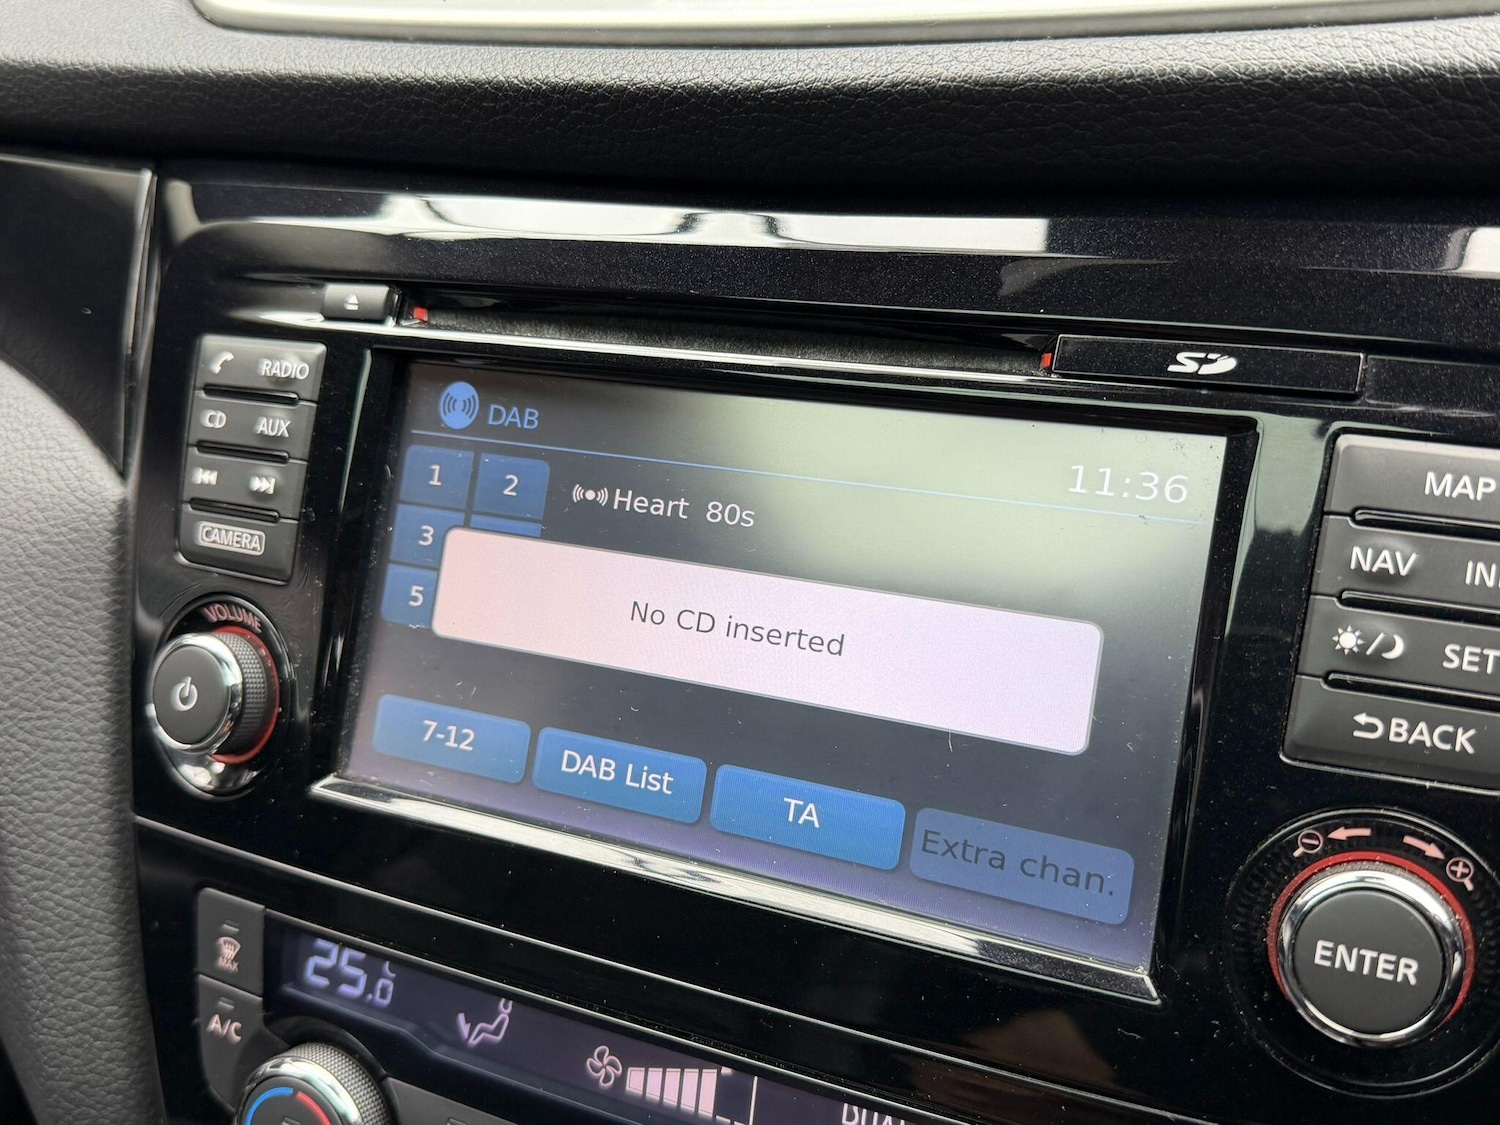 RADIO
CD AUX
CAMERA
VOLUME
DAB
11:36
1 2
Heart 80s
3
5
No CD inserted
7-12
DAB List
TA
Extra chan.
SD
MAP
NAV
BACK
ENTER
MAX
A/C
25.0